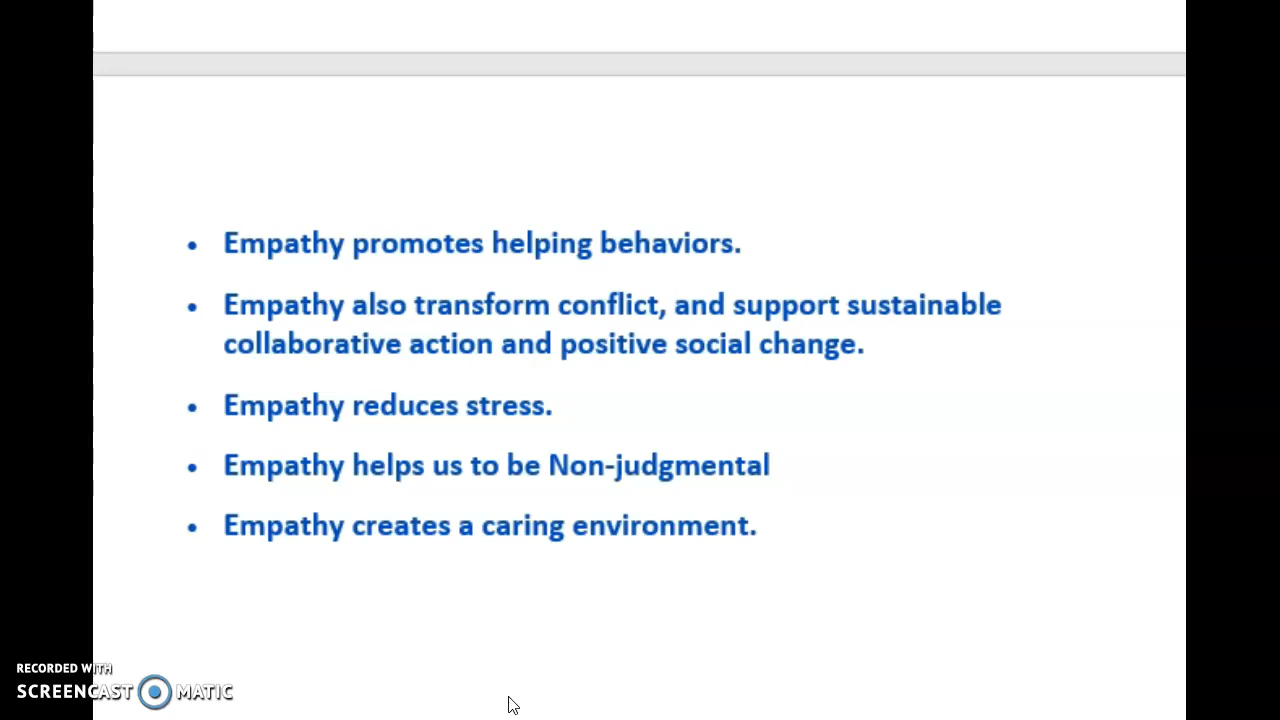 • Empathy promotes helping behaviors.
• Empathy also transform conflict, and support sustainable
collaborative action and positive social change.
• Empathy reduces stress.
• Empathy helps us to be Non-judgmental
• Empathy creates a caring environment.
RECORDED WITH
SCREENCAST MATIC